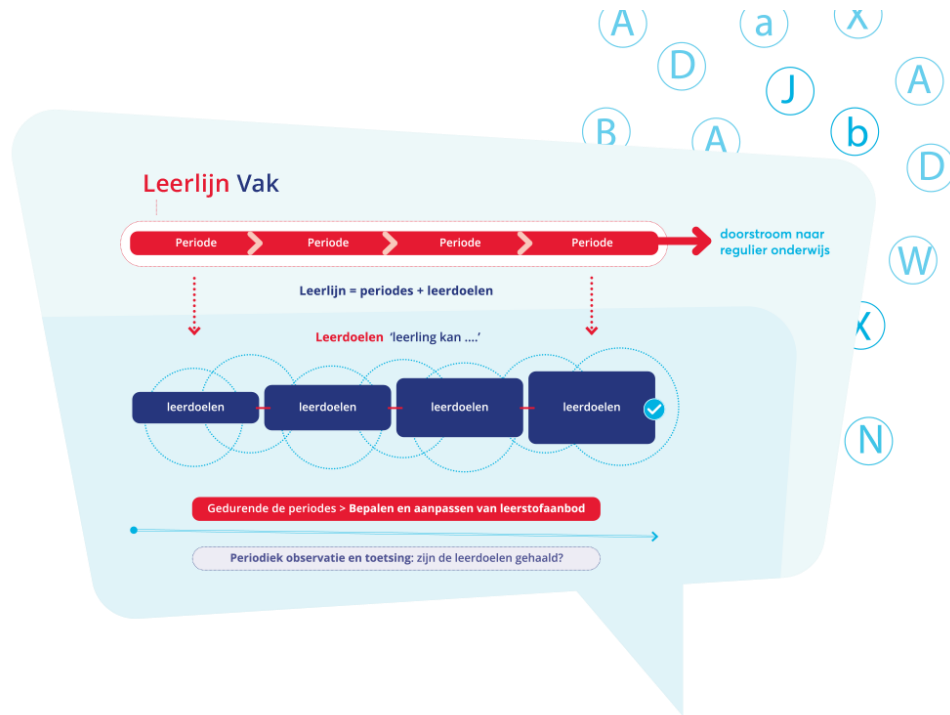 A a X
D J A
B A b
D
Leerlijn Vak
Periode Periode Periode Periode
doorstroom naar
regulier onderwijs
W
Leerlijn = periodes + leerdoelen
X
Leerdoelen ‘leerling kan ....’
leerdoelen leerdoelen leerdoelen leerdoelen
N
Gedurende de periodes > Bepalen en aanpassen van leerstofaanbod
Periodiek observatie en toetsing: zijn de leerdoelen gehaald?